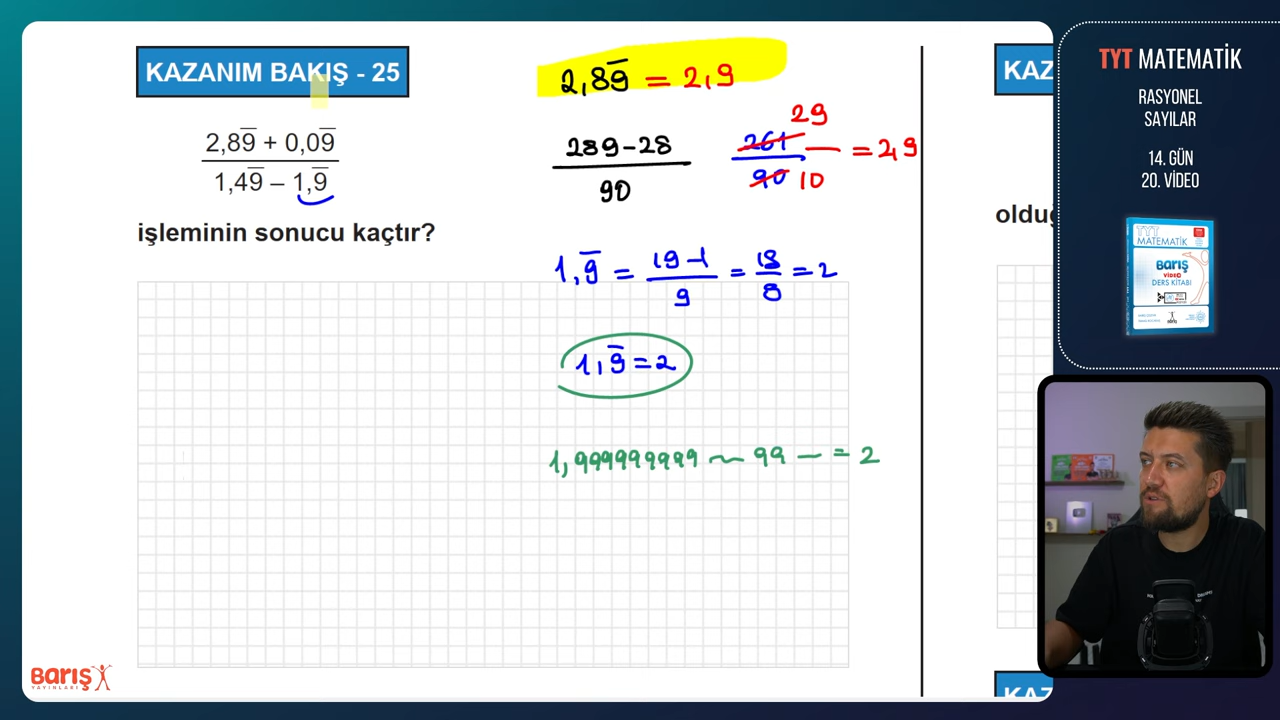 KAZANIM BAKIŞ - 25
2,89̅ + 0,09̅
1,49̅ – 1,9̅
işleminin sonucu kaçtır?
2,89̅ = 2,9
289-28
90
261
90
29
10
= 2,9
1,9̅ = 19-1 / 9 = 18 / 9 = 2
1,9̅ = 2
1,9999999999 ~ 99 — = 2
KAZ
olduğ
KAZ
TYT MATEMATİK
RASYONEL
SAYILAR
14. GÜN
20. VİDEO
TYT
MATEMATİK
Barış
VİDEO
DERS KİTABI
BARIŞ
YAYINLARI